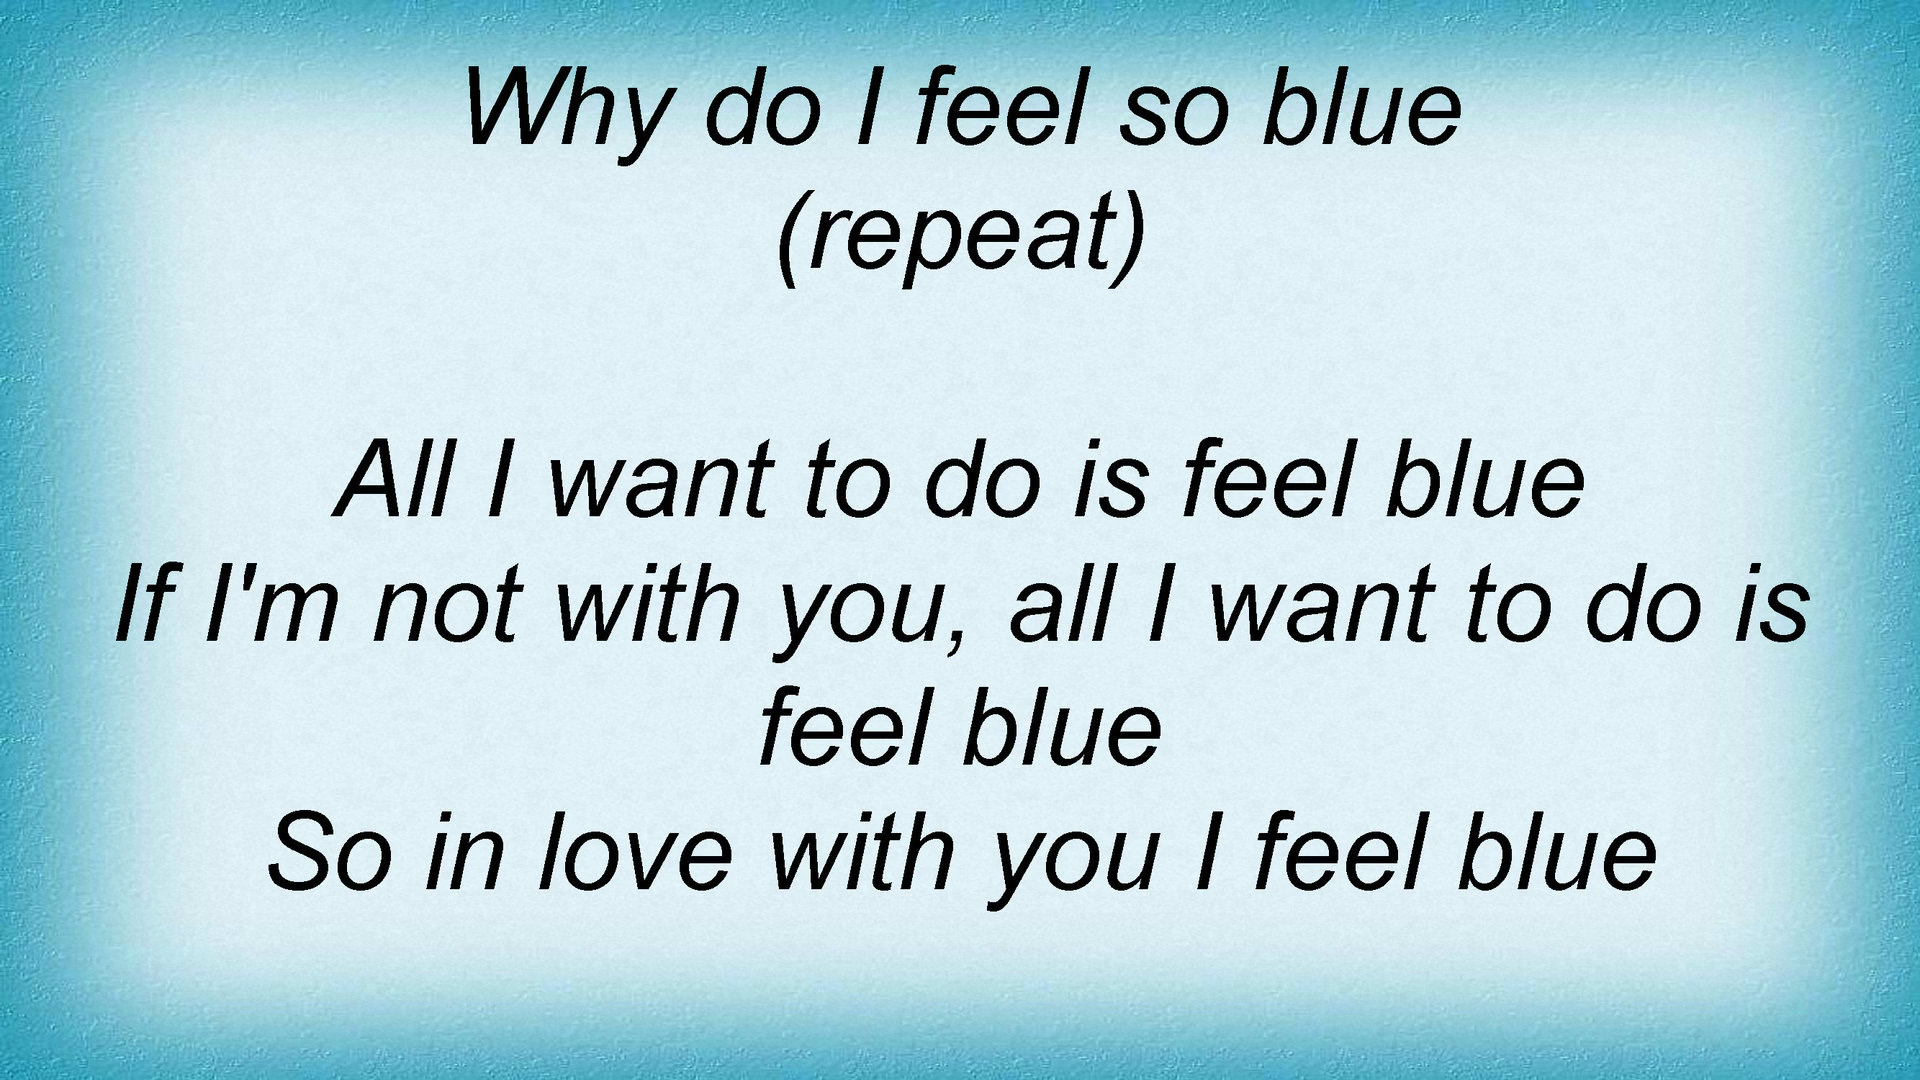 Why do I feel so blue
(repeat)
All I want to do is feel blue
If I'm not with you, all I want to do is
feel blue
So in love with you I feel blue